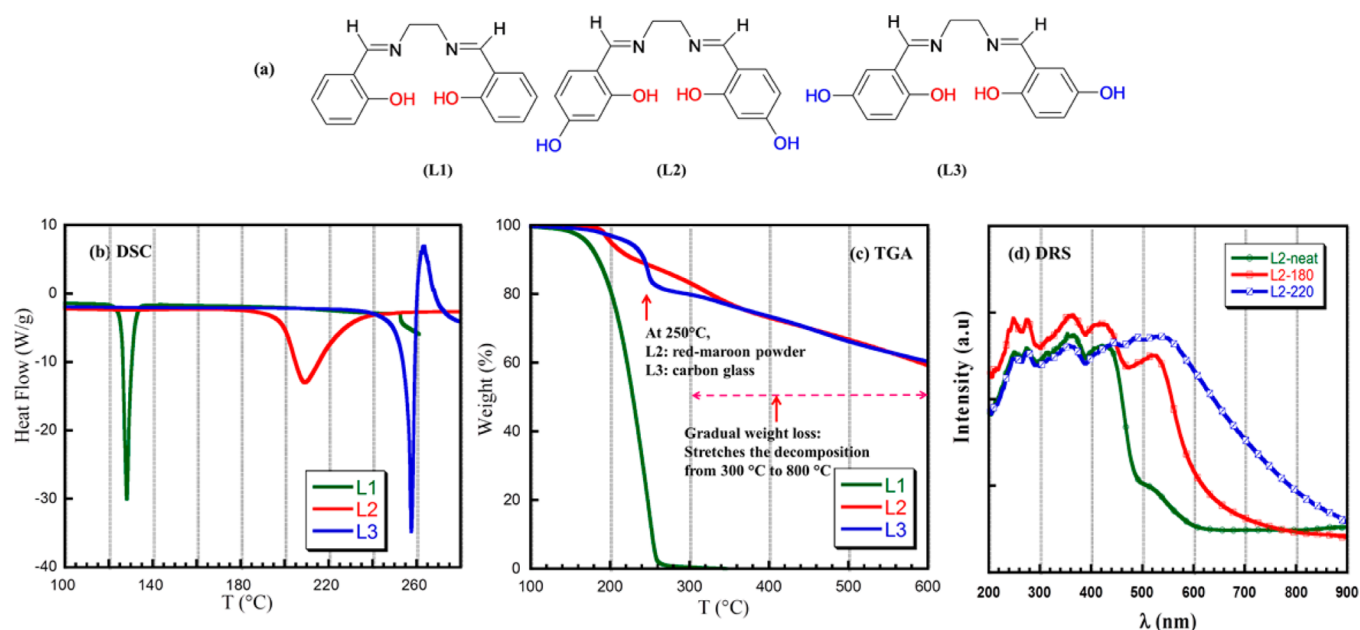 (a)
H
H
N
N
OH
HO
(L1)
H
H
N
N
OH
HO
HO
OH
(L2)
H
H
N
N
HO
OH
HO
OH
(L3)
(b) DSC
Heat Flow (W/g)
10
0
-10
-20
-30
-40
100
140
180
220
260
T (°C)
L1
L2
L3
(c) TGA
Weight (%)
100
80
60
40
20
0
At 250°C,
L2: red-maroon powder
L3: carbon glass
Gradual weight loss:
Stretches the decomposition
from 300 °C to 800 °C
L1
L2
L3
100
200
300
400
500
600
T (°C)
(d) DRS
Intensity (a.u)
L2-neat
L2-180
L2-220
200
300
400
500
600
700
800
900
λ (nm)